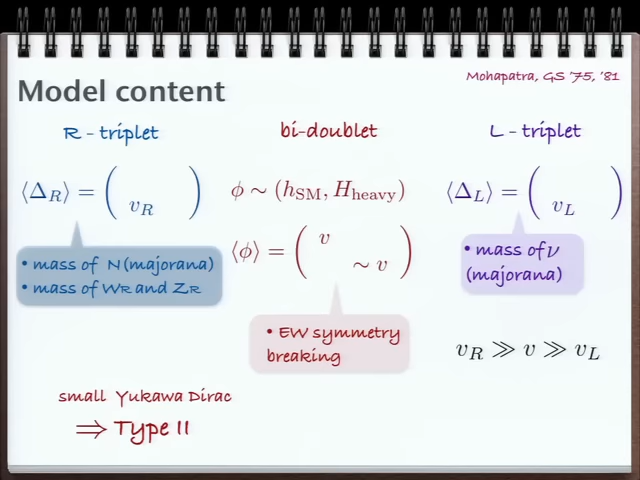 Mohapatra, GS '75, '81
Model content
R - triplet
bi-doublet
L - triplet
⟨Δ_R⟩ = ( v_R )
ϕ ∼ (h_SM, H_heavy)
⟨Δ_L⟩ = ( v_L )
⟨ϕ⟩ = ( v ∼ v )
• mass of N (majorana)
• mass of W_R and Z_R
• mass of ν
(majorana)
• EW symmetry
breaking
v_R ≫ v ≫ v_L
small Yukawa Dirac
⇒ Type II